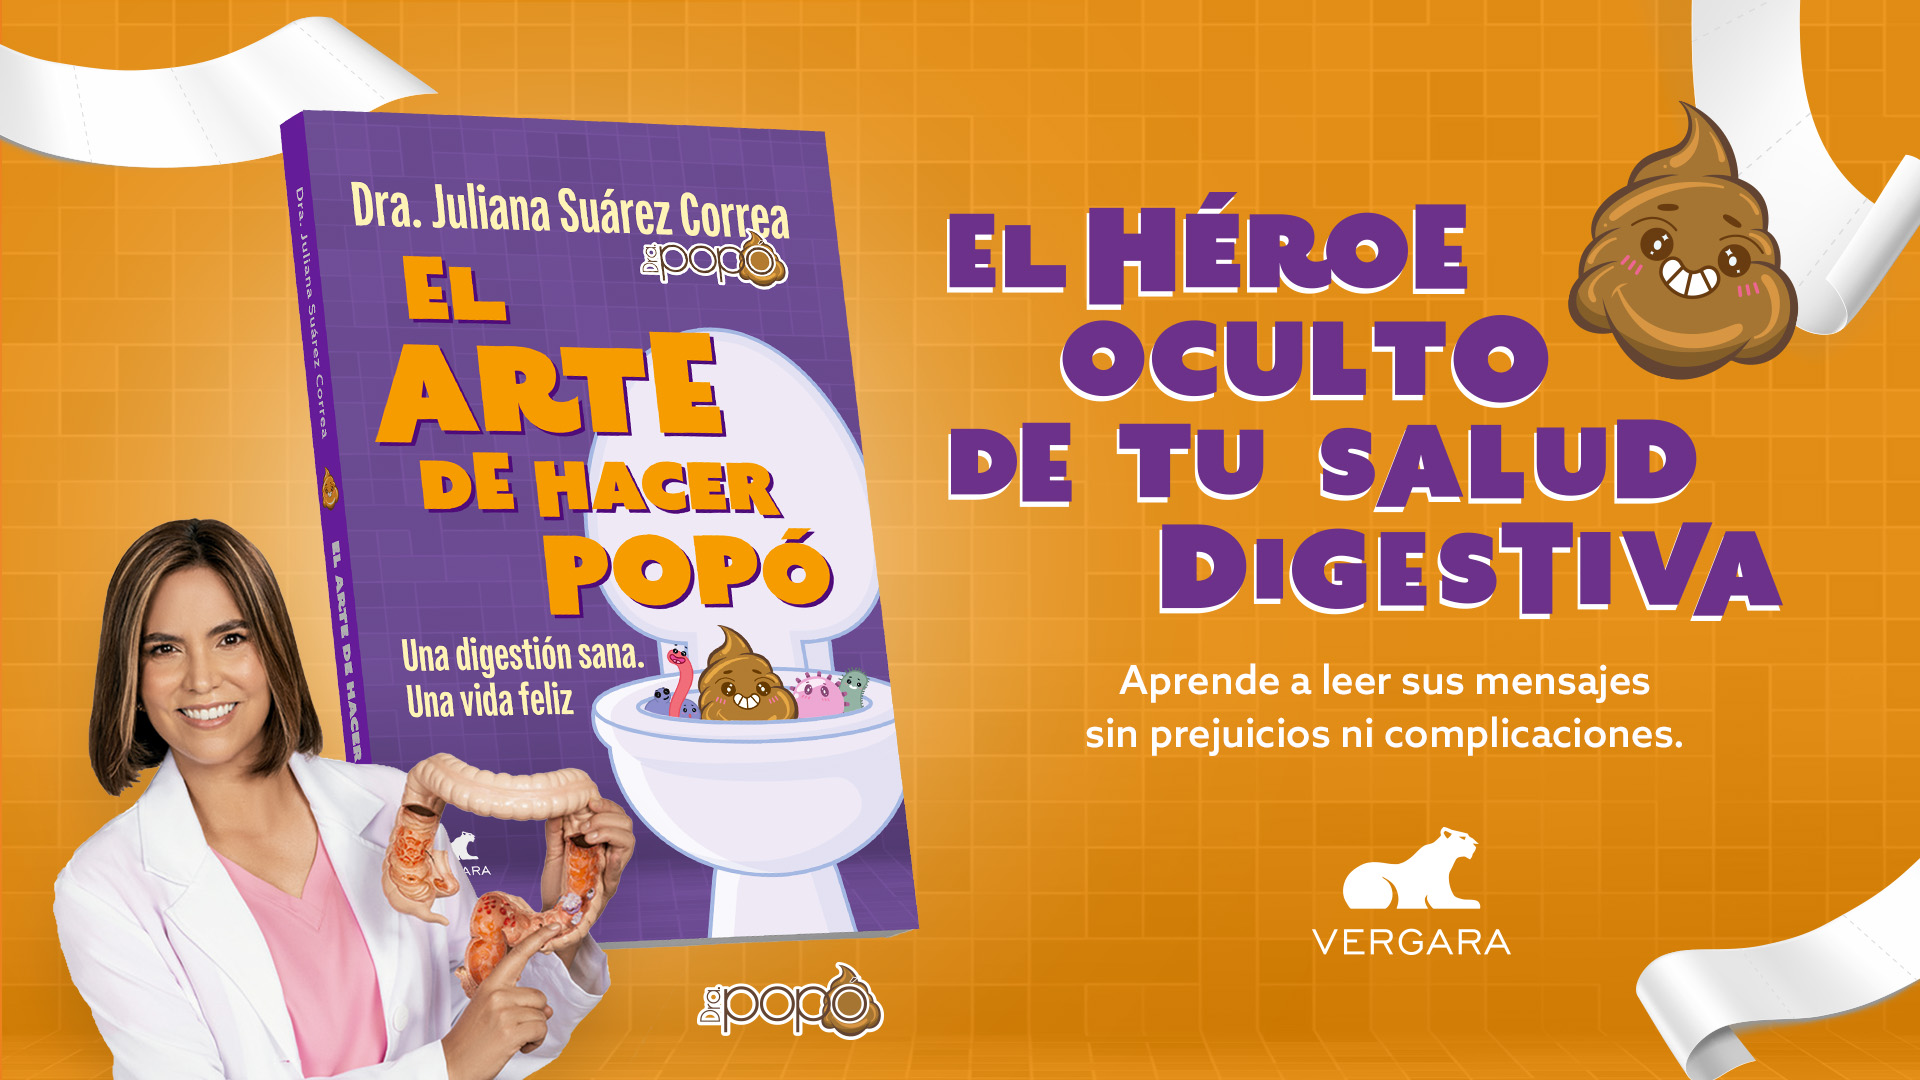 Dra. Juliana Suárez Correa
Dra. popó
EL
ARTE
DE HACER
POPÓ
Una digestión sana.
Una vida feliz
Dra. Juliana Suárez Correa
EL ARTE DE HACER
ARA
Dra. popó
EL HÉROE
OCULTO
DE TU SALUD
DIGESTIVA
Aprende a leer sus mensajes
sin prejuicios ni complicaciones.
VERGARA